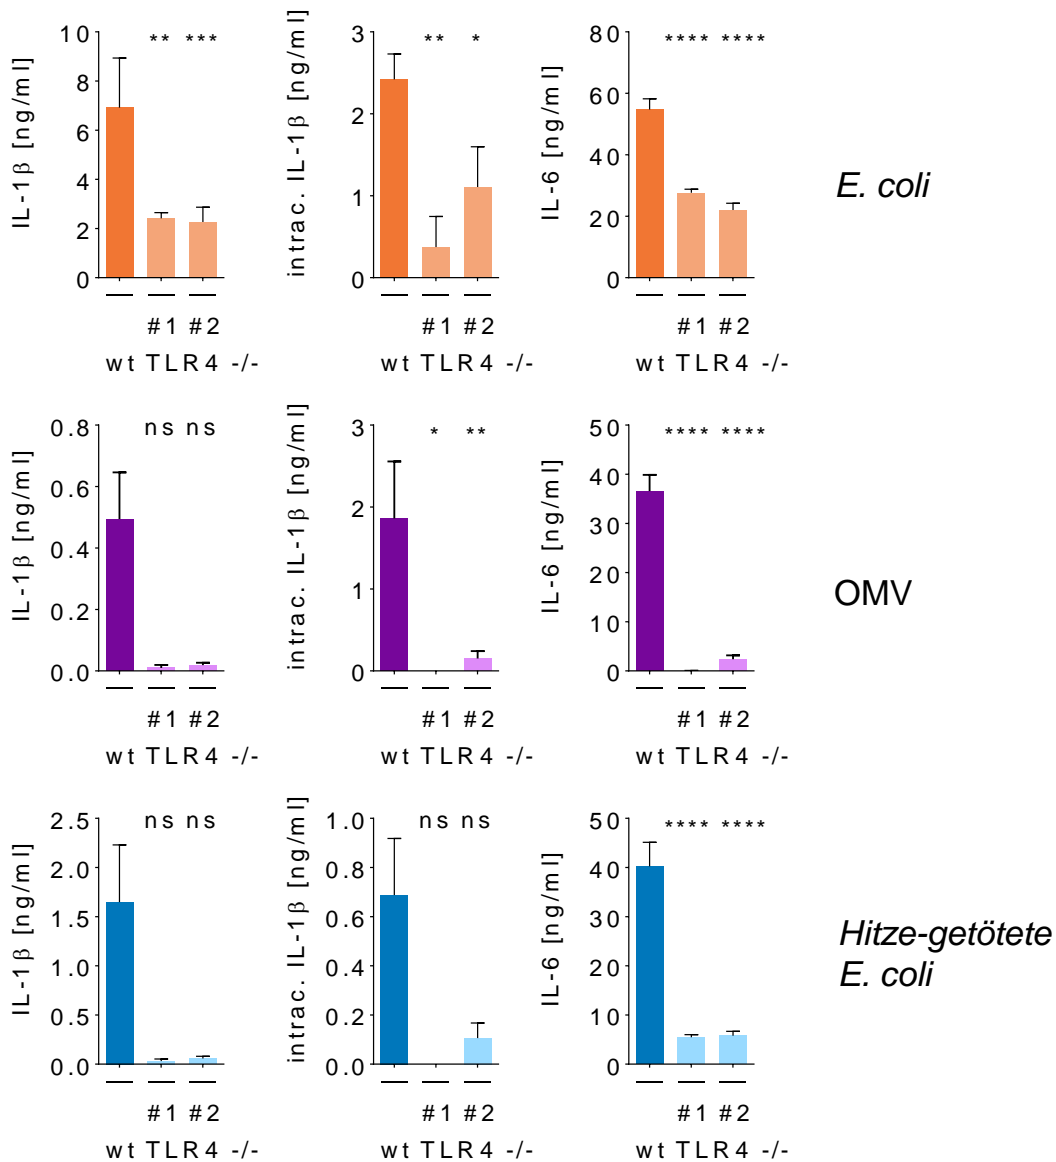 IL-1β [ng/ml]
10
8
6
4
2
0
** ***
#1 #2
wt TLR4 -/-
intrac. IL-1β [ng/ml]
3
2
1
0
** *
#1 #2
wt TLR4 -/-
IL-6 [ng/ml]
80
60
40
20
0
**** ****
#1 #2
wt TLR4 -/-
E. coli
IL-1β [ng/ml]
0.8
0.6
0.4
0.2
0.0
ns ns
#1 #2
wt TLR4 -/-
intrac. IL-1β [ng/ml]
3
2
1
0
* **
#1 #2
wt TLR4 -/-
IL-6 [ng/ml]
50
40
30
20
10
0
**** ****
#1 #2
wt TLR4 -/-
OMV
IL-1β [ng/ml]
2.5
2.0
1.5
1.0
0.5
0.0
ns ns
#1 #2
wt TLR4 -/-
intrac. IL-1β [ng/ml]
1.0
0.8
0.6
0.4
0.2
0.0
ns ns
#1 #2
wt TLR4 -/-
IL-6 [ng/ml]
50
40
30
20
10
0
**** ****
#1 #2
wt TLR4 -/-
Hitze-getötete
E. coli